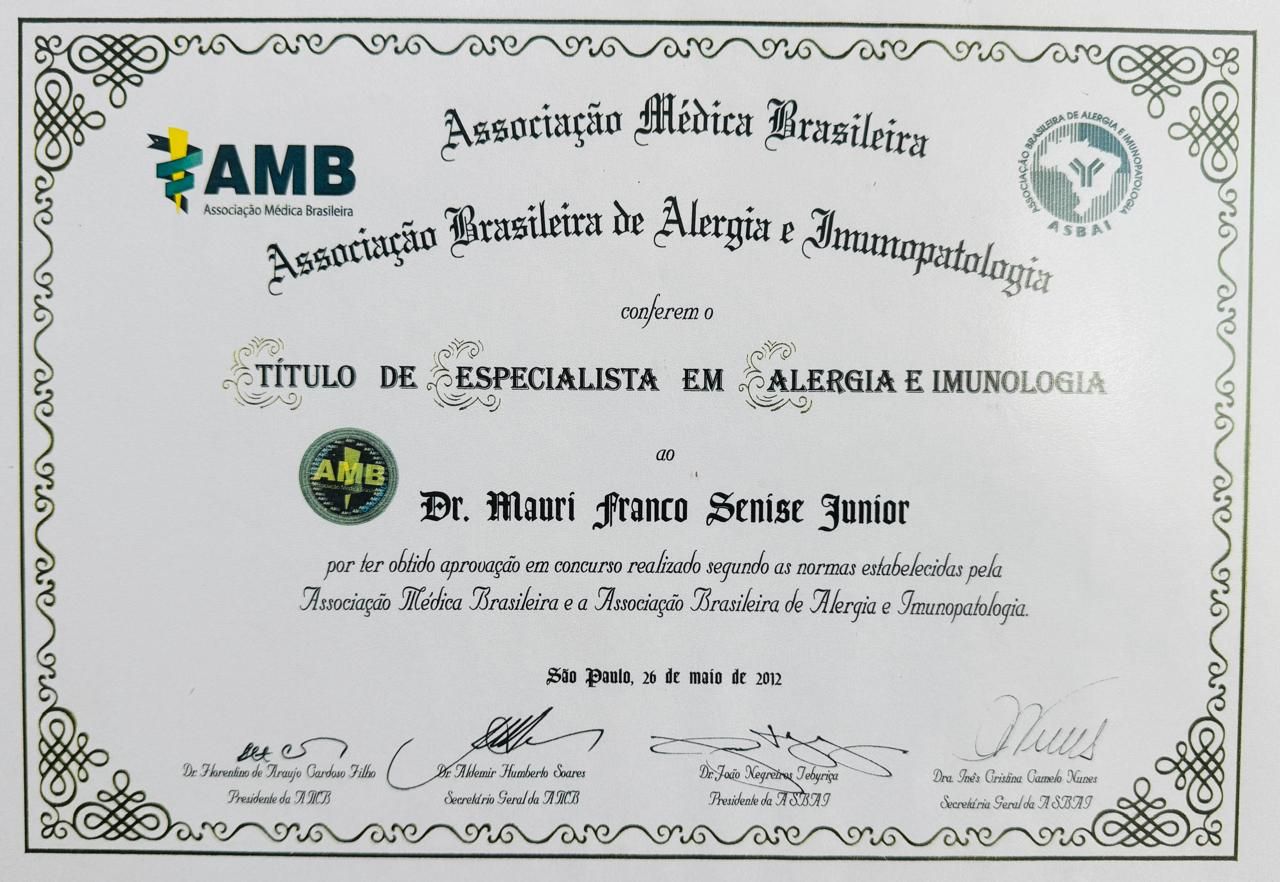 Associação Médica Brasileira
AMB
Associação Médica Brasileira
ASSOCIAÇÃO BRASILEIRA DE ALERGIA E IMUNOPATOLOGIA
ASBAI
Associação Brasileira de Alergia e Imunopatologia
conferem o
TÍTULO DE ESPECIALISTA EM ALERGIA E IMUNOLOGIA
ao
AMB
Associação Médica Brasileira
Dr. Mauri Franco Senise Junior
por ter obtido aprovação em concurso realizado segundo as normas estabelecidas pela
Associação Médica Brasileira e a Associação Brasileira de Alergia e Imunopatologia.
São Paulo, 26 de maio de 2012
Dr. Florentino de Araujo Cardoso Filho
Presidente da AMB
Dr. Aldemir Humberto Soares
Secretário Geral da AMB
Dr. João Negreiros Tebyriça
Presidente da ASBAI
Dra. Inês Cristina Camelo Nunes
Secretária Geral da ASBAI